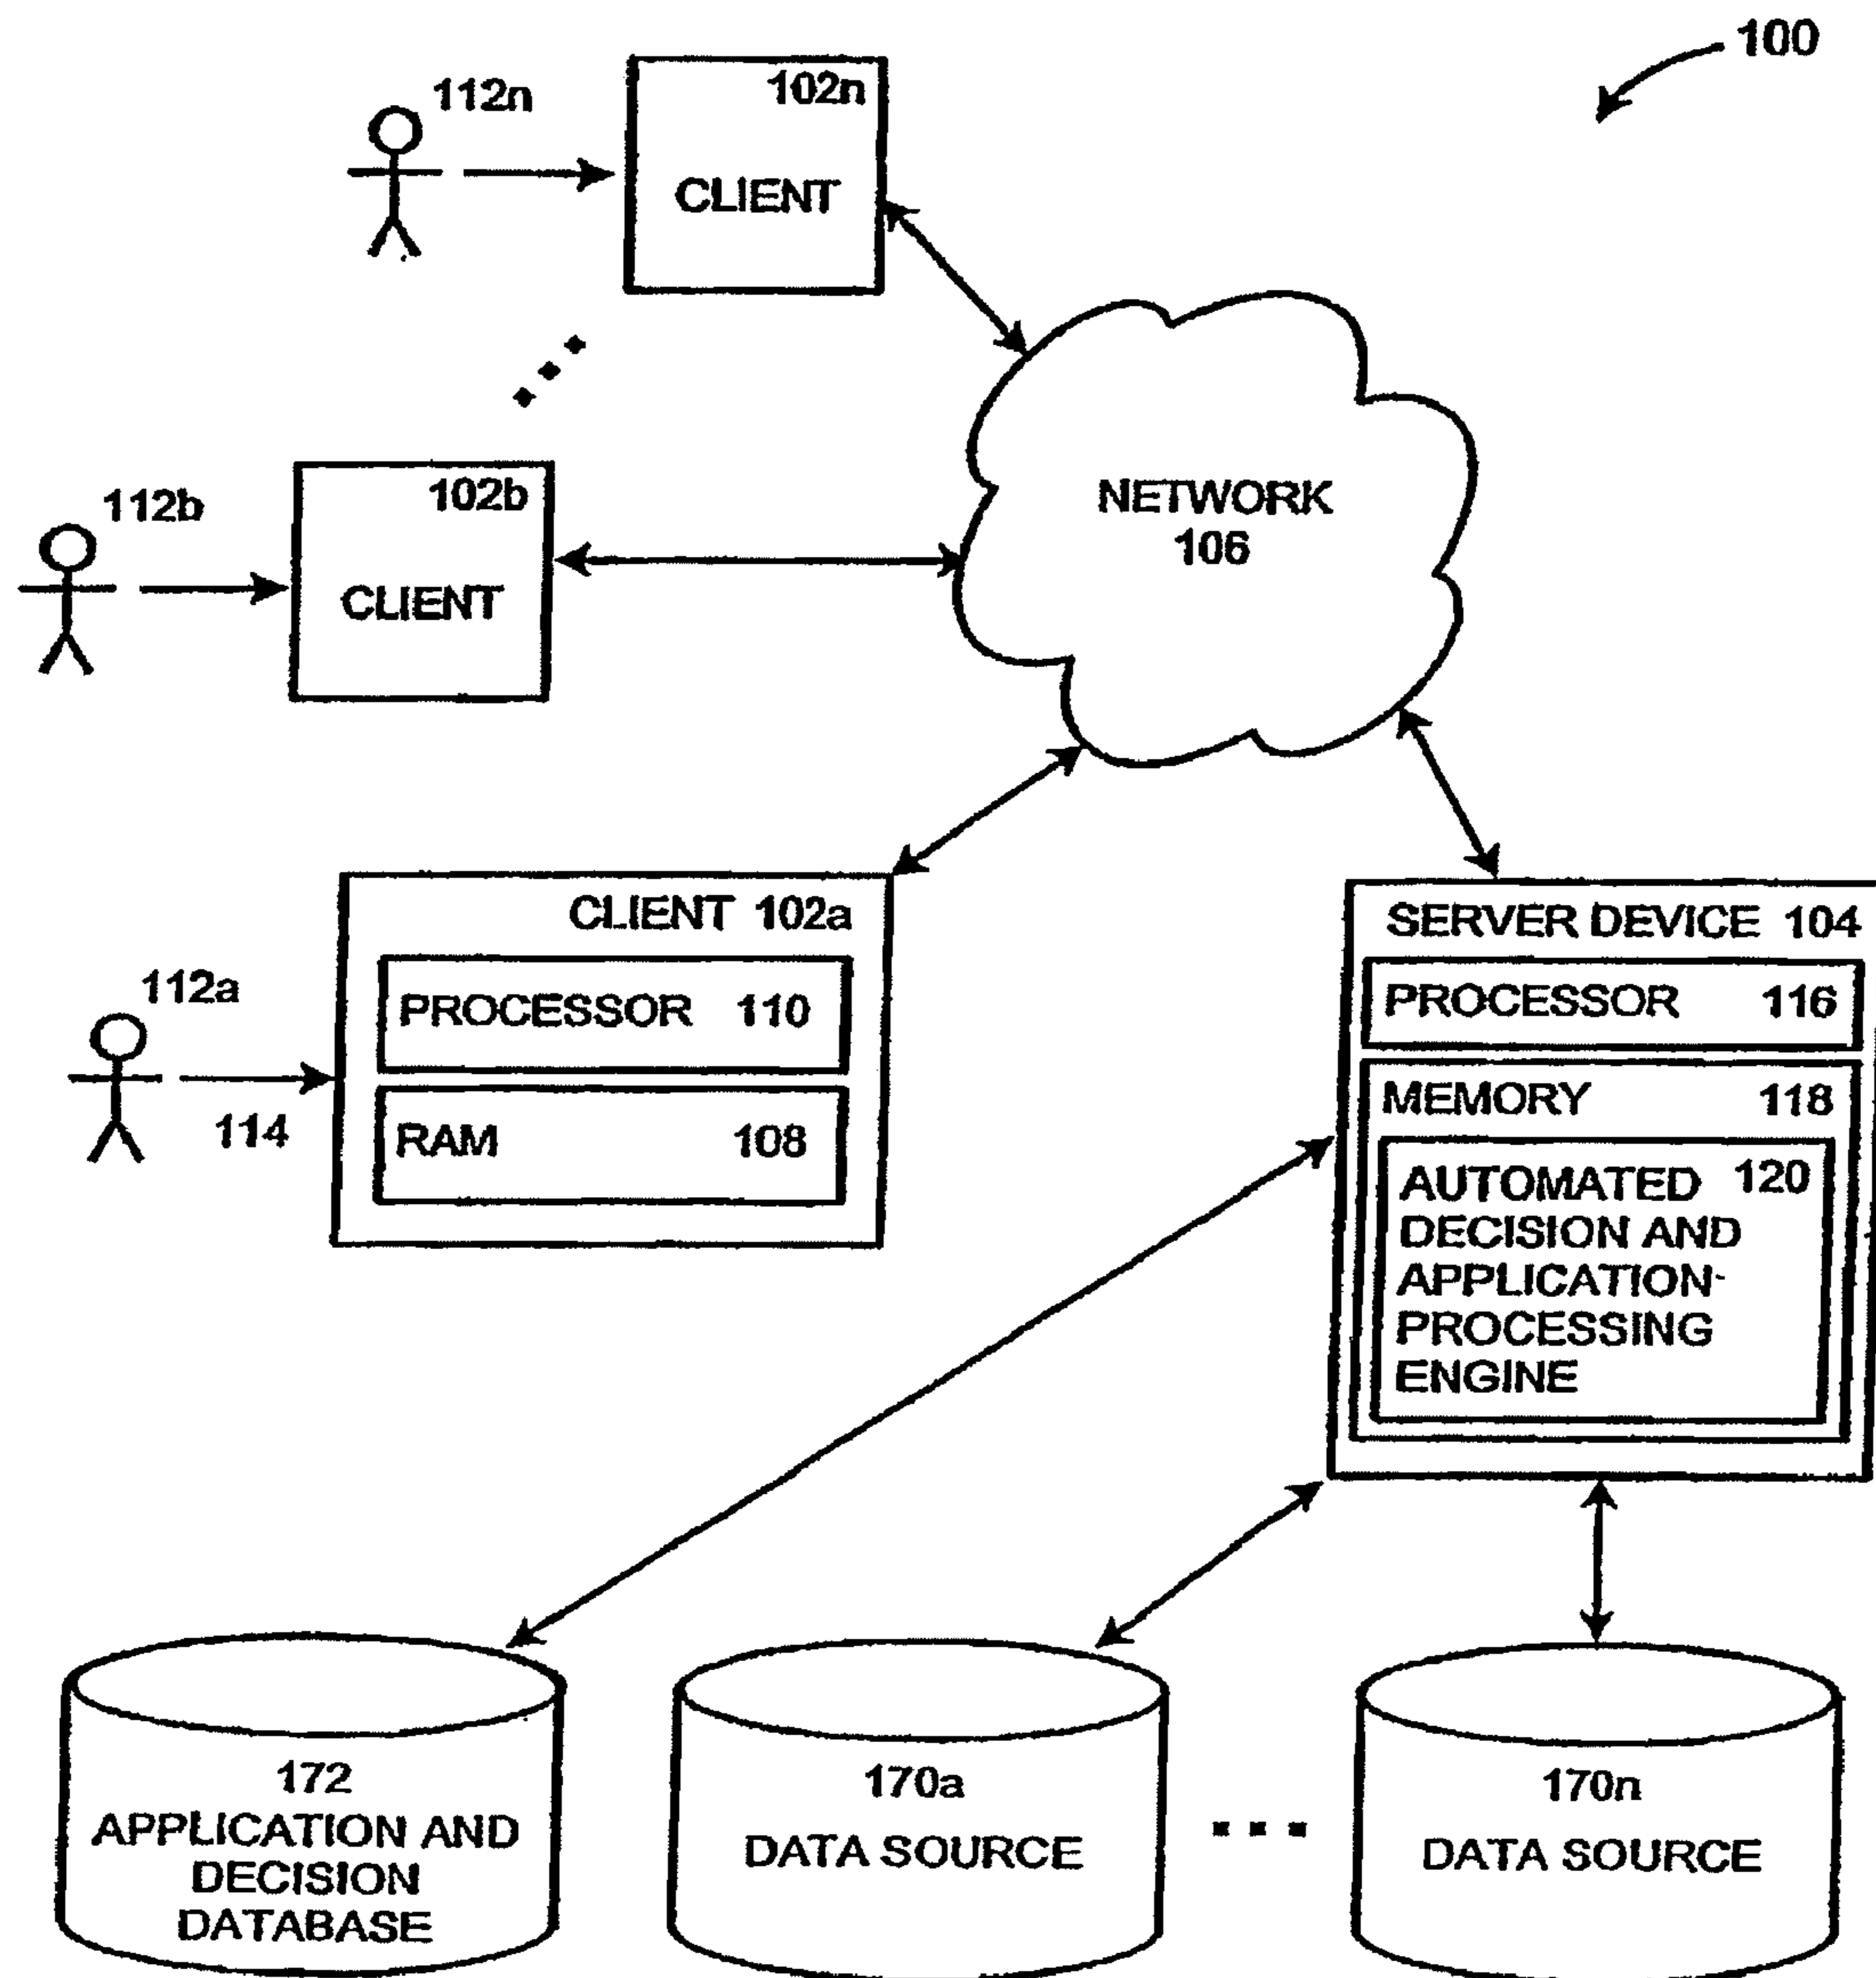 100
112n
102n
CLIENT
112b
102b
CLIENT
NETWORK
106
CLIENT 102a
PROCESSOR 110
RAM 108
112a
114
SERVER DEVICE 104
PROCESSOR 116
MEMORY 118
AUTOMATED 120
DECISION AND
APPLICATION-
PROCESSING
ENGINE
172
APPLICATION AND
DECISION
DATABASE
170a
DATA SOURCE
170n
DATA SOURCE